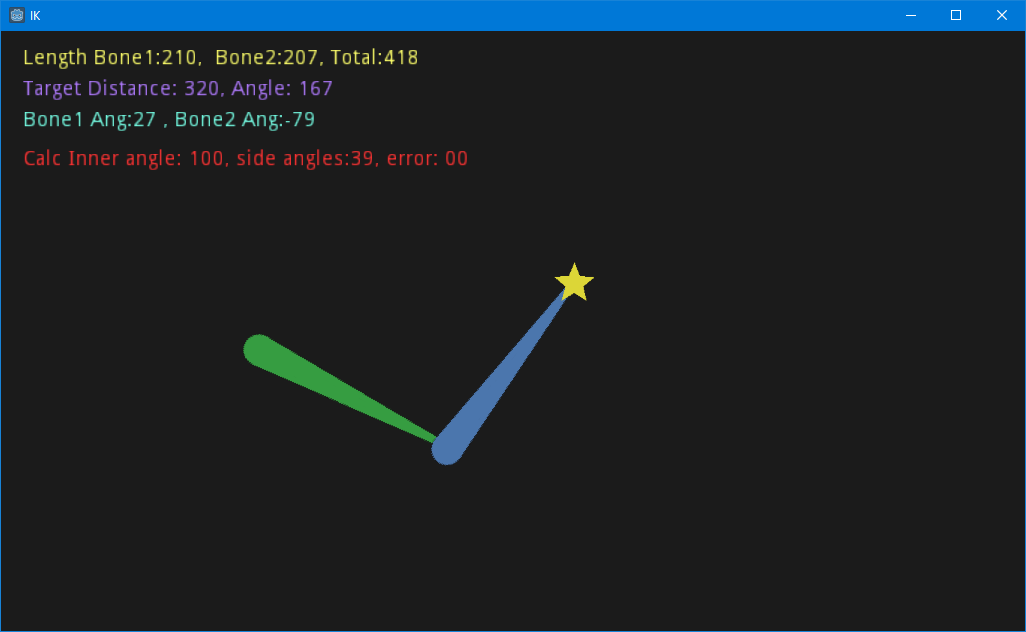 IK
Length Bone1:210,  Bone2:207, Total:418
Target Distance: 320, Angle: 167
Bone1 Ang:27 , Bone2 Ang:-79
Calc Inner angle: 100, side angles:39, error: 00